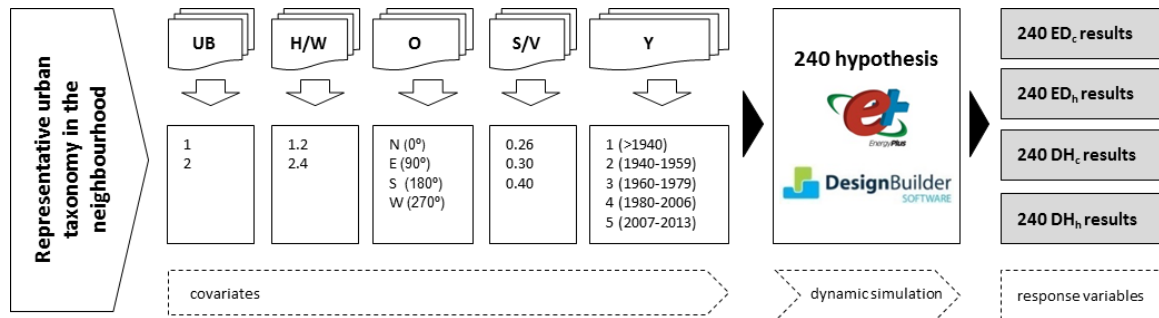 Representative urban
taxonomy in the
neighbourhood
UB
1
2
H/W
1.2
2.4
O
N (0º)
E (90º)
S (180º)
W (270º)
S/V
0.26
0.30
0.40
Y
1 (>1940)
2 (1940-1959)
3 (1960-1979)
4 (1980-2006)
5 (2007-2013)
covariates
240 hypothesis
e+
EnergyPlus
DesignBuilder
SOFTWARE
dynamic simulation
240 EDc results
240 EDh results
240 DHc results
240 DHh results
response variables